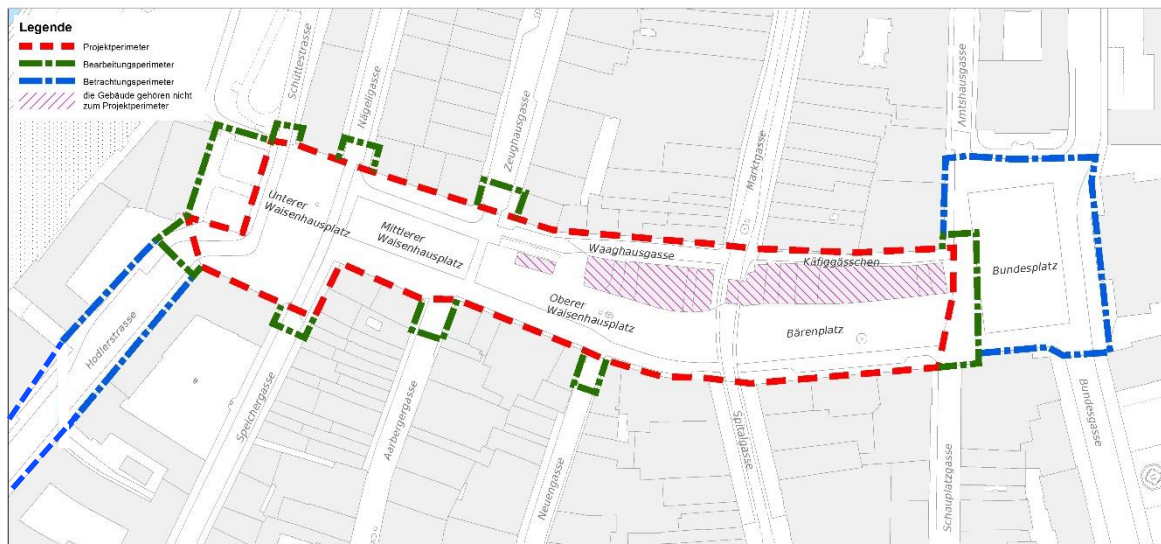 Legende
Projektperimeter
Bearbeitungsperimeter
Betrachtungsperimeter
die Gebäude gehören nicht
zum Projektperimeter
Schüttestrasse
Nägeligasse
Zeughausgasse
Marktgasse
Amthausgasse
Unterer
Waisenhausplatz
Mittlerer
Waisenhausplatz
Waaghausgasse
Käfiggässchen
Bundesplatz
Oberer
Waisenhausplatz
Bärenplatz
Hodlerstrasse
Speichergasse
Aarbergergasse
Neuengasse
Spitalgasse
Schauplatzgasse
Bundesgasse